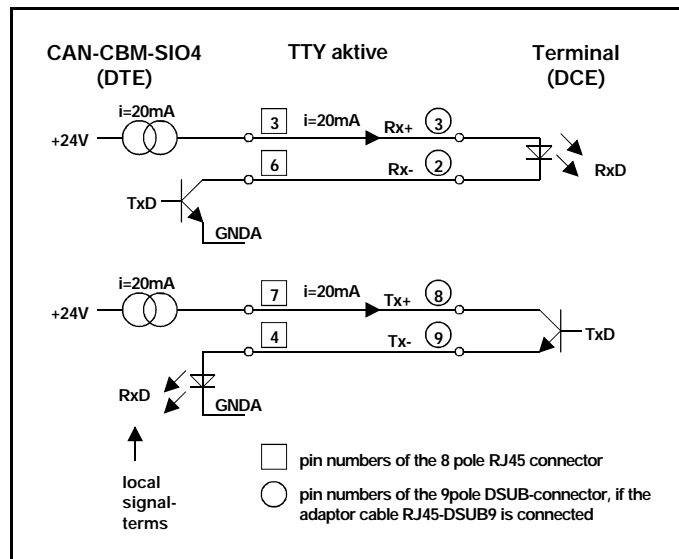 CAN-CBM-SIO4 TTY aktive Terminal
(DTE) (DCE)
i=20mA 3 i=20mA Rx+ 3
+24V
6 Rx- 2 RxD
TxD
GNDA
i=20mA 7 i=20mA Tx+ 8
+24V TxD
4 Tx- 9
RxD GNDA
local
signal-
terms
pin numbers of the 8 pole RJ45 connector
pin numbers of the 9pole DSUB-connector, if the
adaptor cable RJ45-DSUB9 is connected